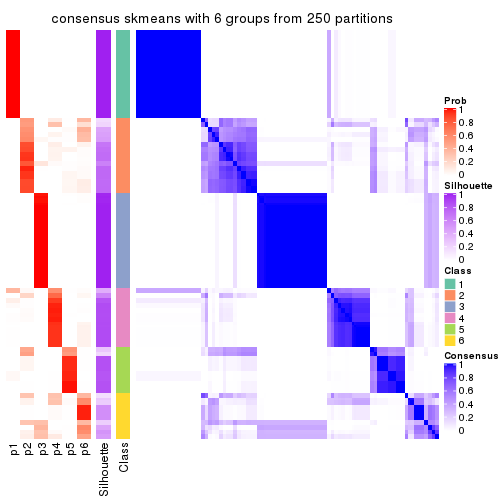 consensus skmeans with 6 groups from 250 partitions
Prob
1
0.8
0.6
0.4
0.2
0
Silhouette
1
0.8
0.6
0.4
0.2
0
Class
1
2
3
4
5
6
Consensus
1
0.8
0.6
0.4
0.2
0
p1
p2
p3
p4
p5
p6
Silhouette
Class